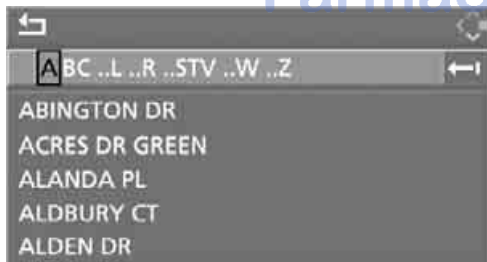 ABC ..L ..R ..STV ..W ..Z
ABINGTON DR
ACRES DR GREEN
ALANDA PL
ALDBURY CT
ALDEN DR